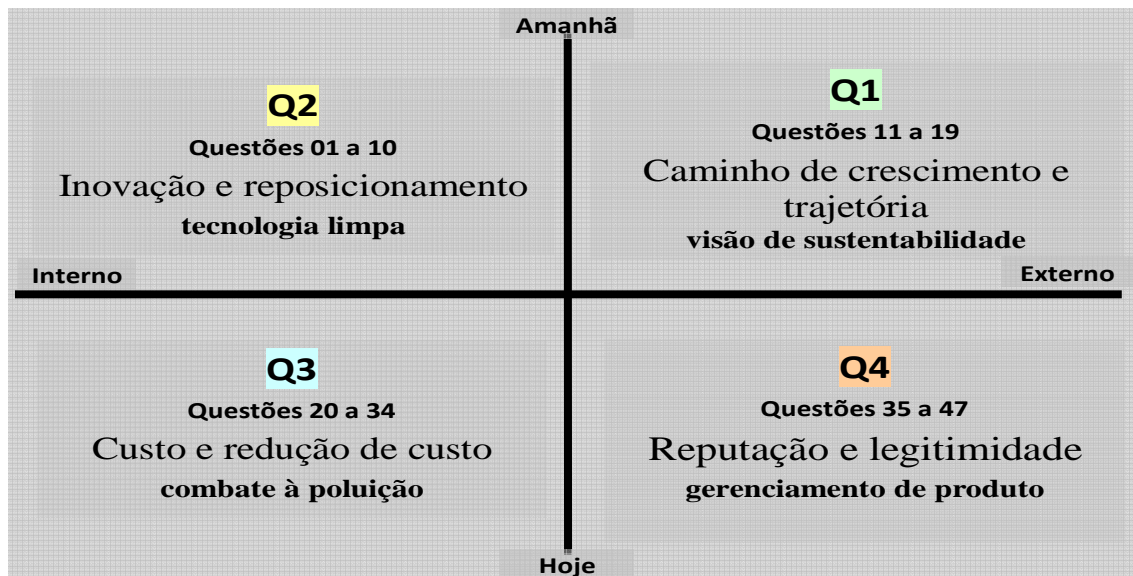 Amanhã
Q2
Questões 01 a 10
Inovação e reposicionamento
tecnologia limpa
Q1
Questões 11 a 19
Caminho de crescimento e
trajetória
visão de sustentabilidade
Interno
Externo
Q3
Questões 20 a 34
Custo e redução de custo
combate à poluição
Q4
Questões 35 a 47
Reputação e legitimidade
gerenciamento de produto
Hoje